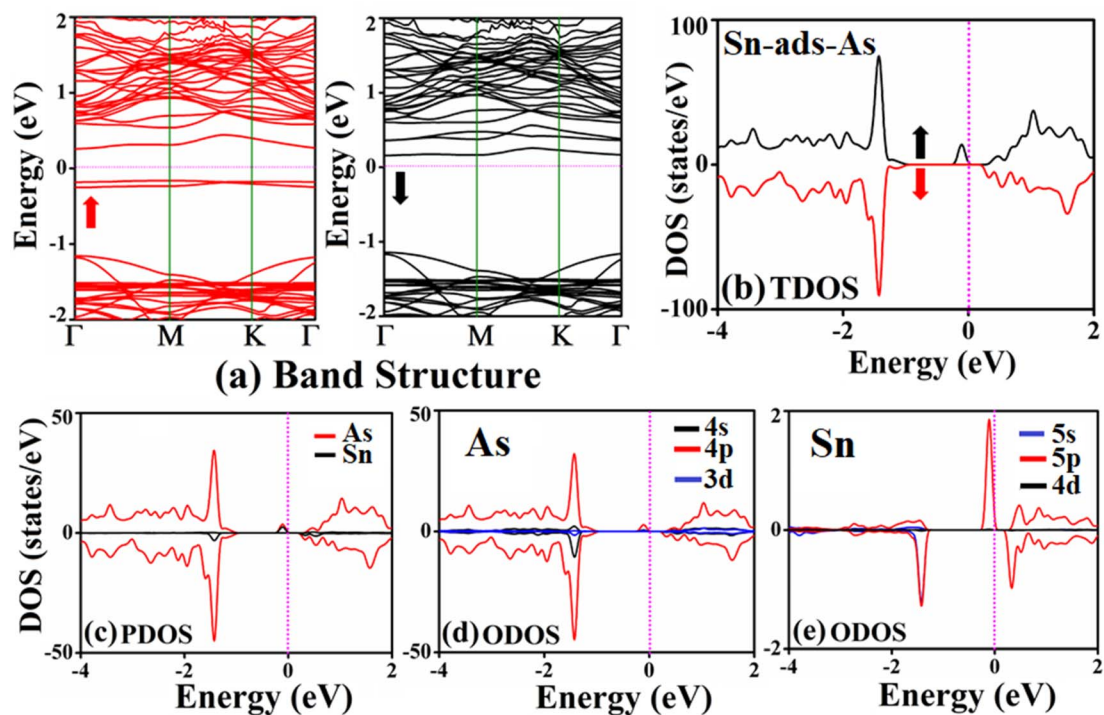 2
1
0
-1
-2
Energy (eV)
Γ M K Γ
2
1
0
-1
-2
Energy (eV)
Γ M K Γ
(a) Band Structure
100
0
-100
DOS (states/eV)
Sn-ads-As
(b) TDOS
-4 -2 0 2
Energy (eV)
50
0
-50
DOS (states/eV)
As
Sn
(c) PDOS
-4 -2 0 2
Energy (eV)
50
0
-50
As
4s
4p
3d
(d) ODOS
-4 -2 0 2
Energy (eV)
2
0
-2
Sn
5s
5p
4d
(e) ODOS
-4 -2 0 2
Energy (eV)